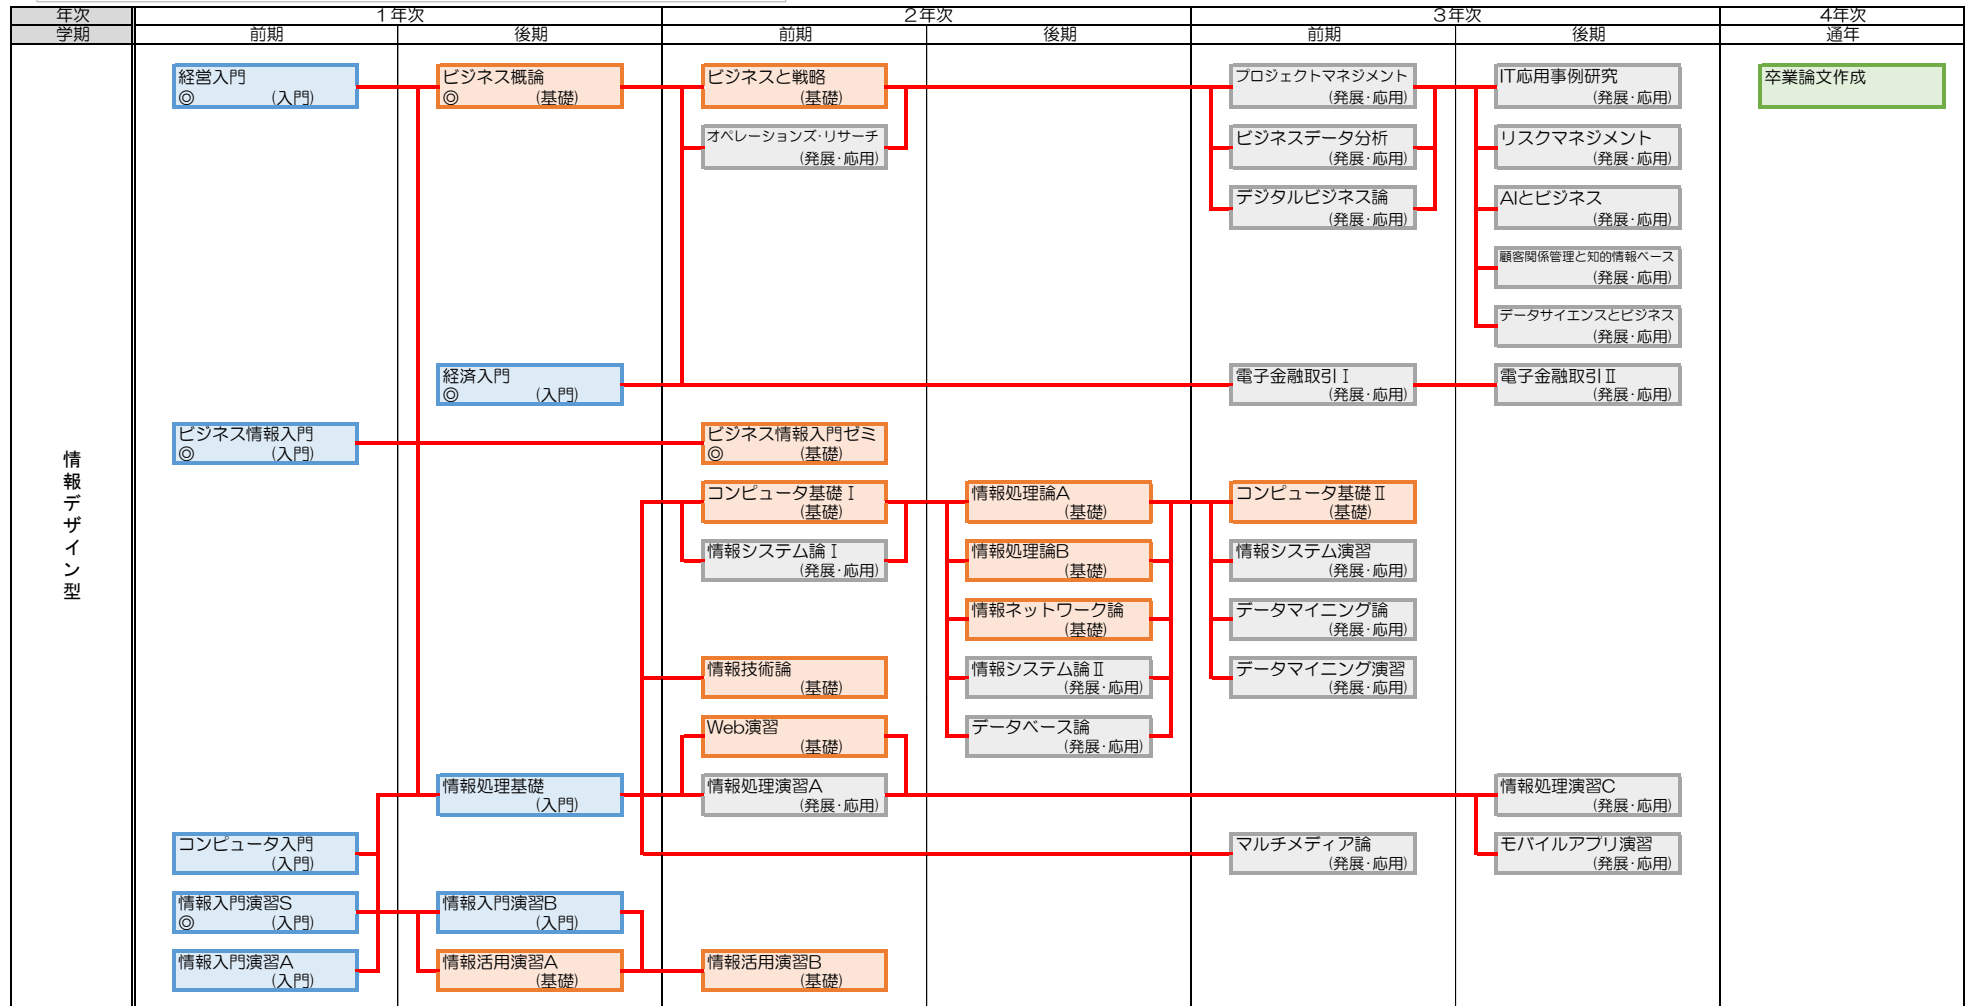 年次 1年次 2年次 3年次 4年次
学期 前期 後期 前期 後期 前期 後期 通年
情報デザイン型
経営入門
◎ (入門)
ビジネス概論
◎ (基礎)
ビジネスと戦略
(基礎)
プロジェクトマネジメント
(発展・応用)
IT応用事例研究
(発展・応用)
卒業論文作成
オペレーションズ・リサーチ
(発展・応用)
ビジネスデータ分析
(発展・応用)
リスクマネジメント
(発展・応用)
デジタルビジネス論
(発展・応用)
AIとビジネス
(発展・応用)
顧客関係管理と知的情報ベース
(発展・応用)
データサイエンスとビジネス
(発展・応用)
経済入門
◎ (入門)
電子金融取引Ⅰ
(発展・応用)
電子金融取引Ⅱ
(発展・応用)
ビジネス情報入門
◎ (入門)
ビジネス情報入門ゼミ
◎ (基礎)
コンピュータ基礎Ⅰ
(基礎)
情報処理論A
(基礎)
コンピュータ基礎Ⅱ
(基礎)
情報システム論Ⅰ
(発展・応用)
情報処理論B
(基礎)
情報システム演習
(発展・応用)
情報ネットワーク論
(基礎)
データマイニング論
(発展・応用)
情報技術論
(基礎)
情報システム論Ⅱ
(発展・応用)
データマイニング演習
(発展・応用)
Web演習
(基礎)
データベース論
(発展・応用)
情報処理基礎
(入門)
情報処理演習A
(発展・応用)
情報処理演習C
(発展・応用)
コンピュータ入門
(入門)
マルチメディア論
(発展・応用)
モバイルアプリ演習
(発展・応用)
情報入門演習S
◎ (入門)
情報入門演習B
(入門)
情報入門演習A
(入門)
情報活用演習A
(基礎)
情報活用演習B
(基礎)